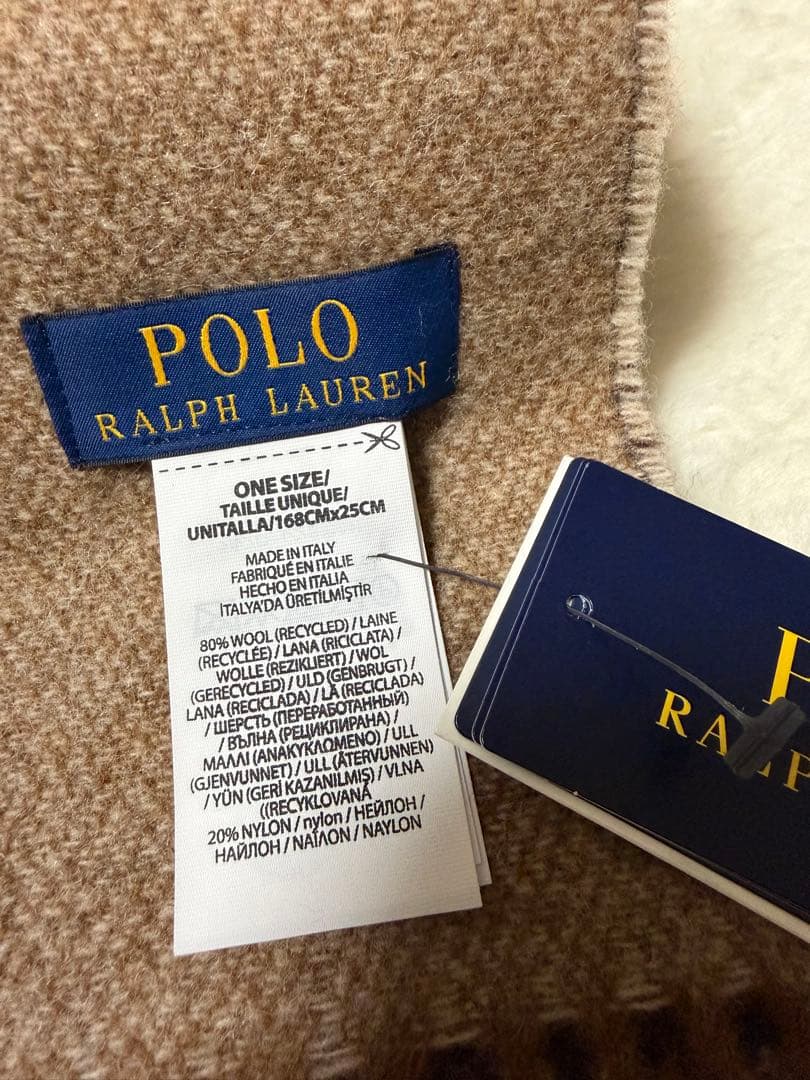 POLO
RALPH LAUREN
ONE SIZE/
TAILLE UNIQUE/
UNITALLA/168CMx25CM
MADE IN ITALY
FABRIQUÉ EN ITALIE
HECHO EN ITALIA
İTALYA'DA ÜRETİLMİŞTİR
80% WOOL (RECYCLED) / LAINE
(RECYCLÉE) / LANA (RICICLATA) /
WOLLE (REZIKLIERT) / WOL
(GERECYCLED) / ULD (GENBRUGT) /
LANA (RECICLADA) / LÃ (RECICLADA)
/ ШЕРСТЬ (ПЕРЕРАБОТАННЫЙ)
/ ВЪЛНА (РЕЦИКЛИРАНА) /
ΜΑΛΛΙ (ΑΝΑΚΥΚΛΩΜΕΝΟ) / ULL
(GJENVUNNET) / ULL (ÅTERVUNNEN)
/ YÜN (GERİ KAZANILMIŞ) / VLNA
((RECYKLOVANÁ
20% NYLON / nylon / НЕЙЛОН /
НАЙЛОН / ΝΑΪΛΟΝ / NAYLON